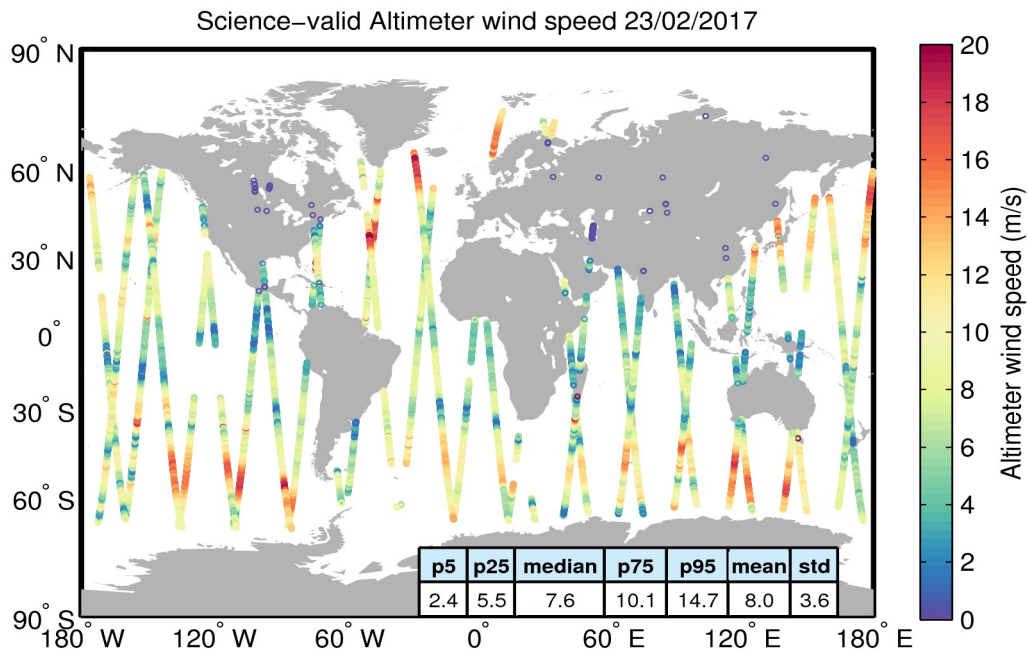 Science−valid Altimeter wind speed 23/02/2017
90° N
60° N
30° N
0°
30° S
60° S
90° S
180° W
120° W
60° W
0°
60° E
120° E
180° E
p5 p25 median p75 p95 mean std
2.4 5.5 7.6 10.1 14.7 8.0 3.6
20
18
16
14
12
10
8
6
4
2
0
Altimeter wind speed (m/s)